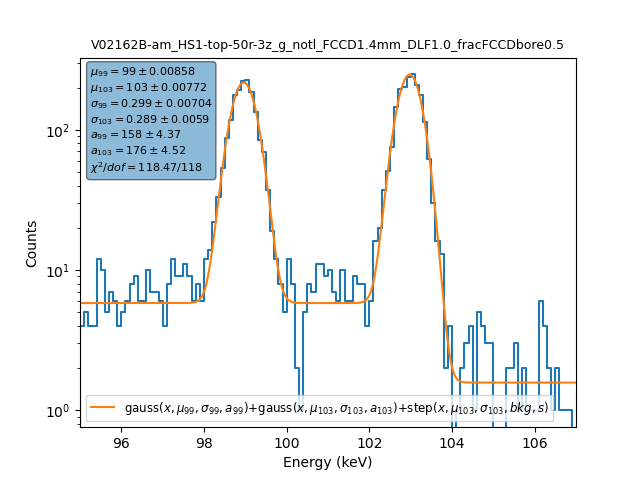 V02162B-am_HS1-top-50r-3z_g_notl_FCCD1.4mm_DLF1.0_fracFCCDbore0.5
μ₉₉ = 99 ± 0.00858
μ₁₀₃ = 103 ± 0.00772
σ₉₉ = 0.299 ± 0.00704
σ₁₀₃ = 0.289 ± 0.0059
a₉₉ = 158 ± 4.37
a₁₀₃ = 176 ± 4.52
χ²/dof = 118.47/118
10²
10¹
10⁰
Counts
gauss(x, μ₉₉, σ₉₉, a₉₉)+gauss(x, μ₁₀₃, σ₁₀₃, a₁₀₃)+step(x, μ₁₀₃, σ₁₀₃, bkg, s)
96 98 100 102 104 106
Energy (keV)